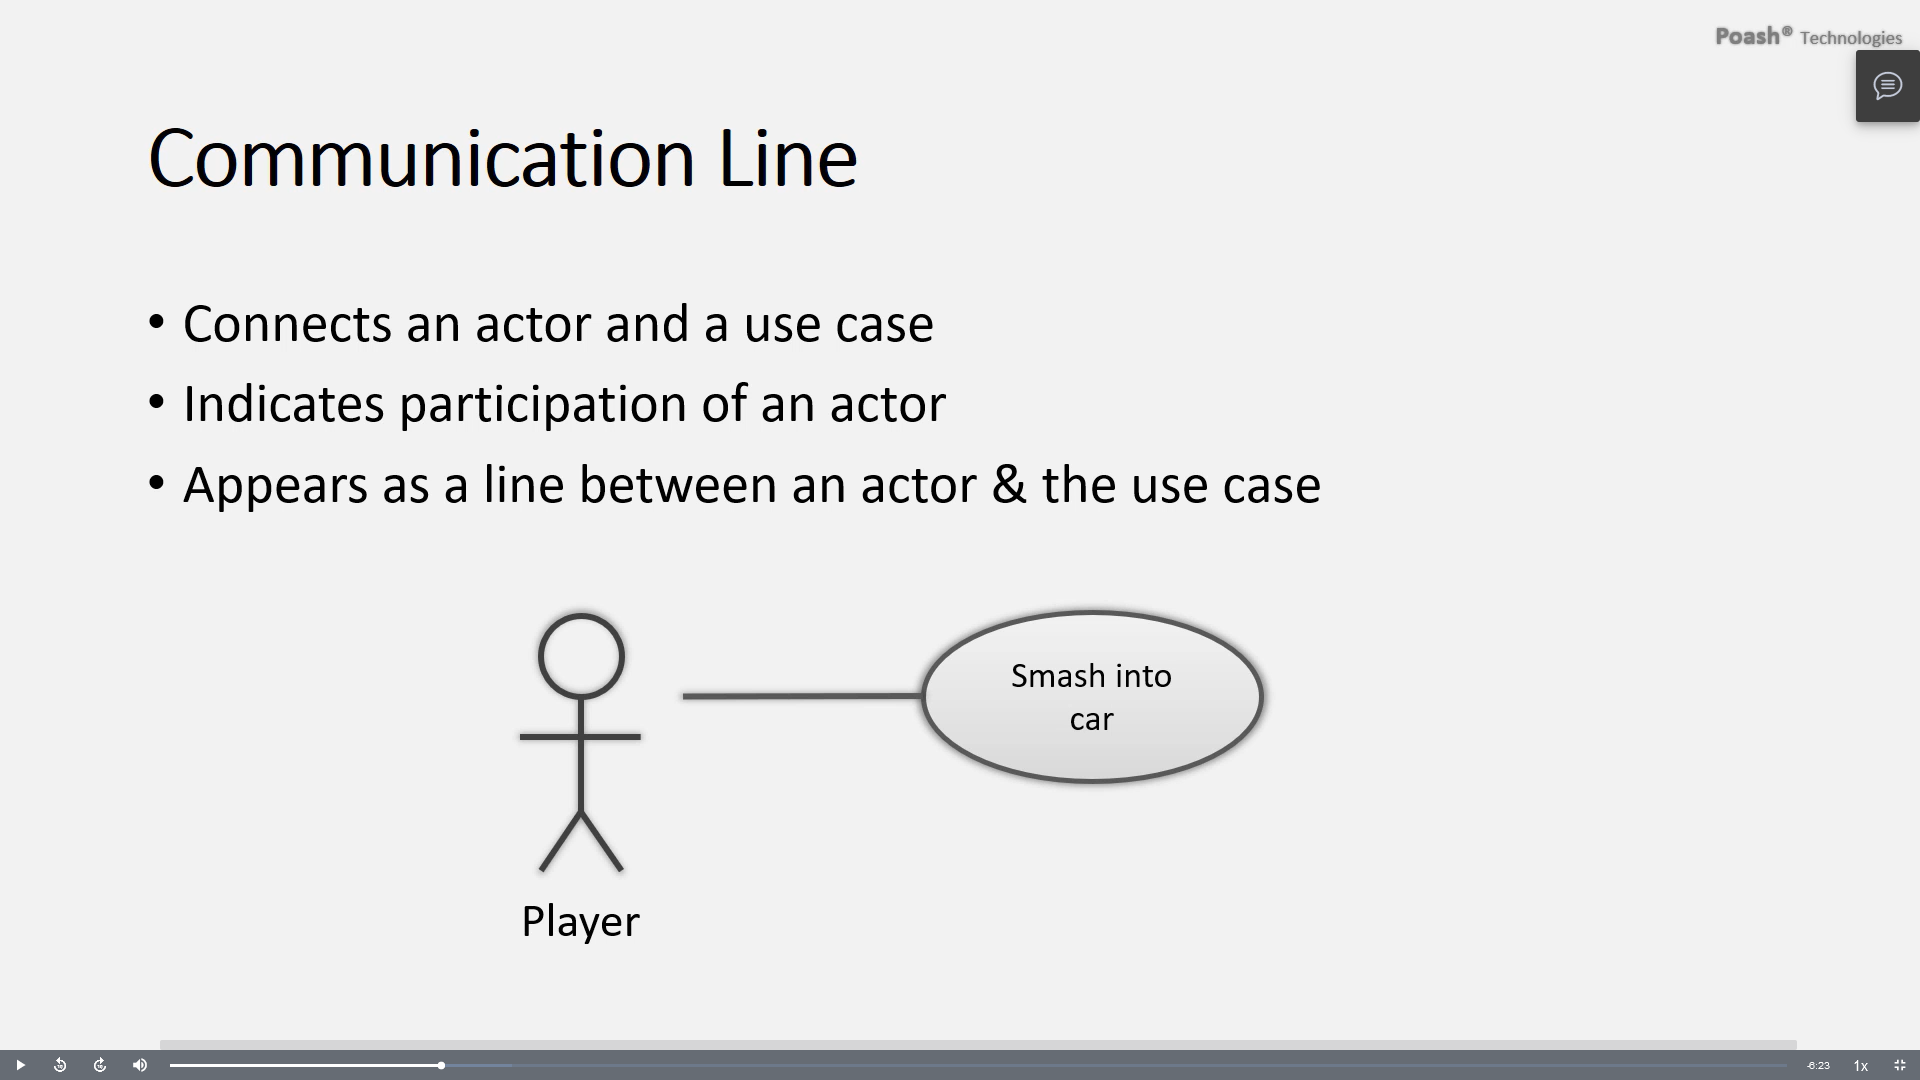 Poash® Technologies
Communication Line
• Connects an actor and a use case
• Indicates participation of an actor
• Appears as a line between an actor & the use case
Smash into
car
Player
-6:23
1x